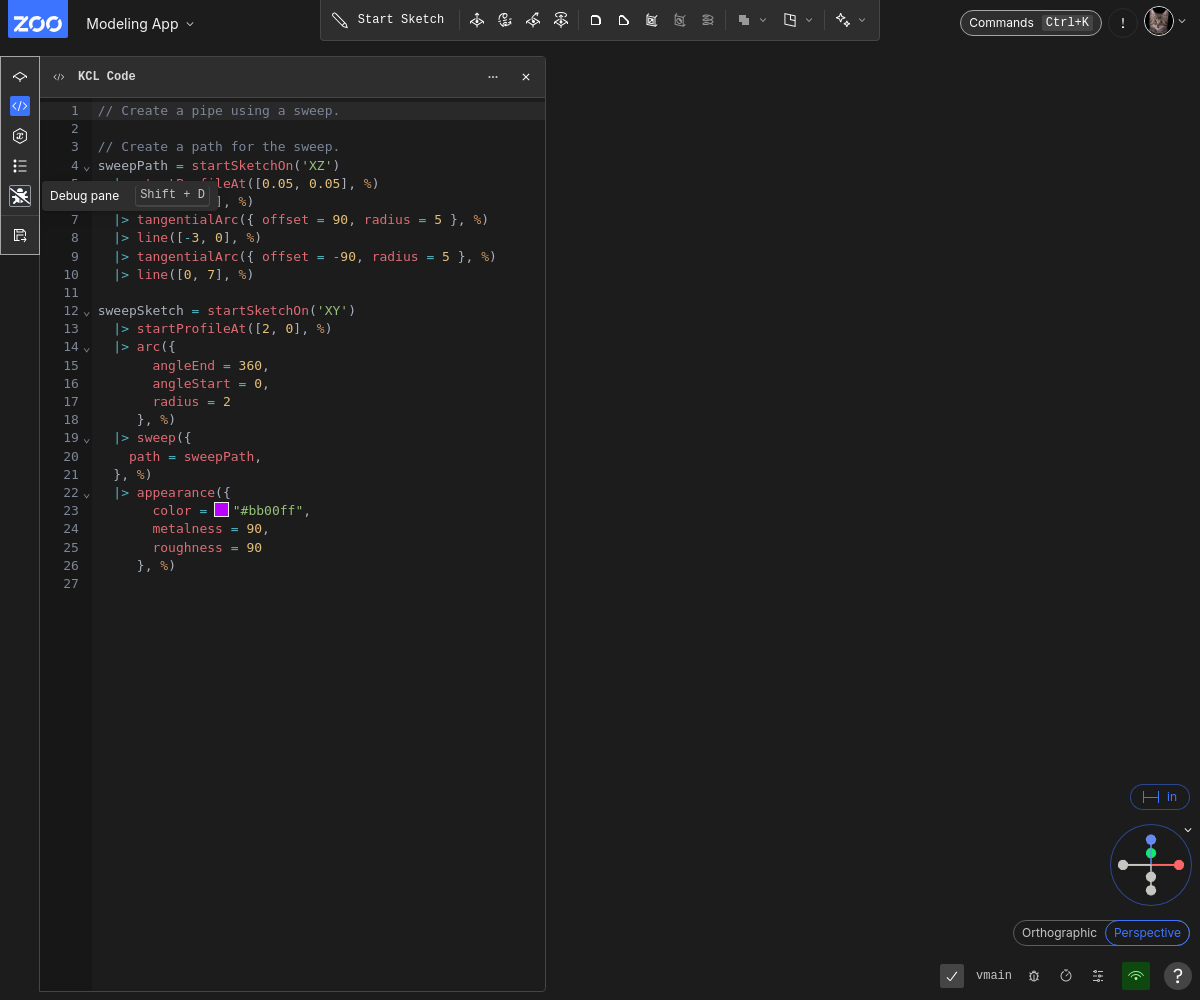 ZOO
Modeling App
Start Sketch
Commands Ctrl+K
!
KCL Code
1 // Create a pipe using a sweep.
2
3 // Create a path for the sweep.
4 sweepPath = startSketchOn('XZ')
At([0.05, 0.05], %)
Debug pane Shift + D
], %)
7 |> tangentialArc({ offset = 90, radius = 5 }, %)
8 |> line([-3, 0], %)
9 |> tangentialArc({ offset = -90, radius = 5 }, %)
10 |> line([0, 7], %)
11
12 sweepSketch = startSketchOn('XY')
13 |> startProfileAt([2, 0], %)
14 |> arc({
15 angleEnd = 360,
16 angleStart = 0,
17 radius = 2
18 }, %)
19 |> sweep({
20 path = sweepPath,
21 }, %)
22 |> appearance({
23 color = "#bb00ff",
24 metalness = 90,
25 roughness = 90
26 }, %)
27
in
Orthographic Perspective
vmain
?